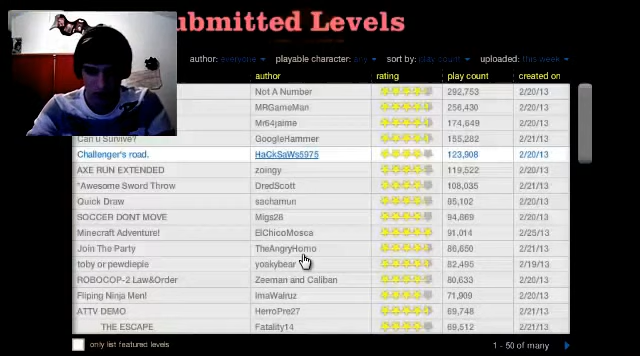 ubmitted Levels
author: everyone playable character: any sort by: play count uploaded: this week
author rating play count created on
Not A Number 292,753 2/20/13
MRGameMan 256,430 2/20/13
Mr64jaime 174,649 2/20/13
Can u Survive? GoogleHammer 155,282 2/21/13
Challenger's road. HaCkSaWs5975 123,908 2/20/13
AXE RUN EXTENDED zoingy 119,522 2/20/13
"Awesome Sword Throw DredScott 108,035 2/21/13
Quick Draw sachamun 95,102 2/20/13
SOCCER DONT MOVE Migs28 94,669 2/20/13
Minecraft Adventure! ElChicoMosca 91,014 2/25/13
Join The Party TheAngryHomo 86,650 2/21/13
toby or pewdiepie yoakybear 82,495 2/19/13
ROBOCOP-2 Law&Order Zeeman and Caliban 80,633 2/20/13
Fliping Ninja Men! ImaWalruz 71,909 2/20/13
ATTV DEMO HerroPre27 69,748 2/21/13
THE ESCAPE Fatality14 69,512 2/21/13
only list featured levels 1 - 50 of many